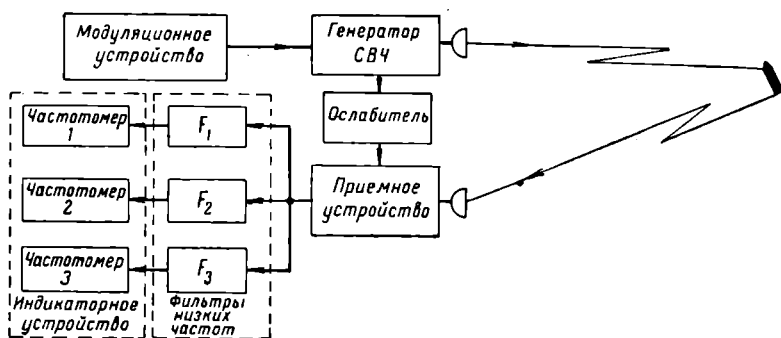 Модуляционное
устройство
Генератор
СВЧ
Ослабитель
Приемное
устройство
Частотомер
1
F1
Частотомер
2
F2
Частотомер
3
F3
Индикаторное
устройство
Фильтры
низких
частот